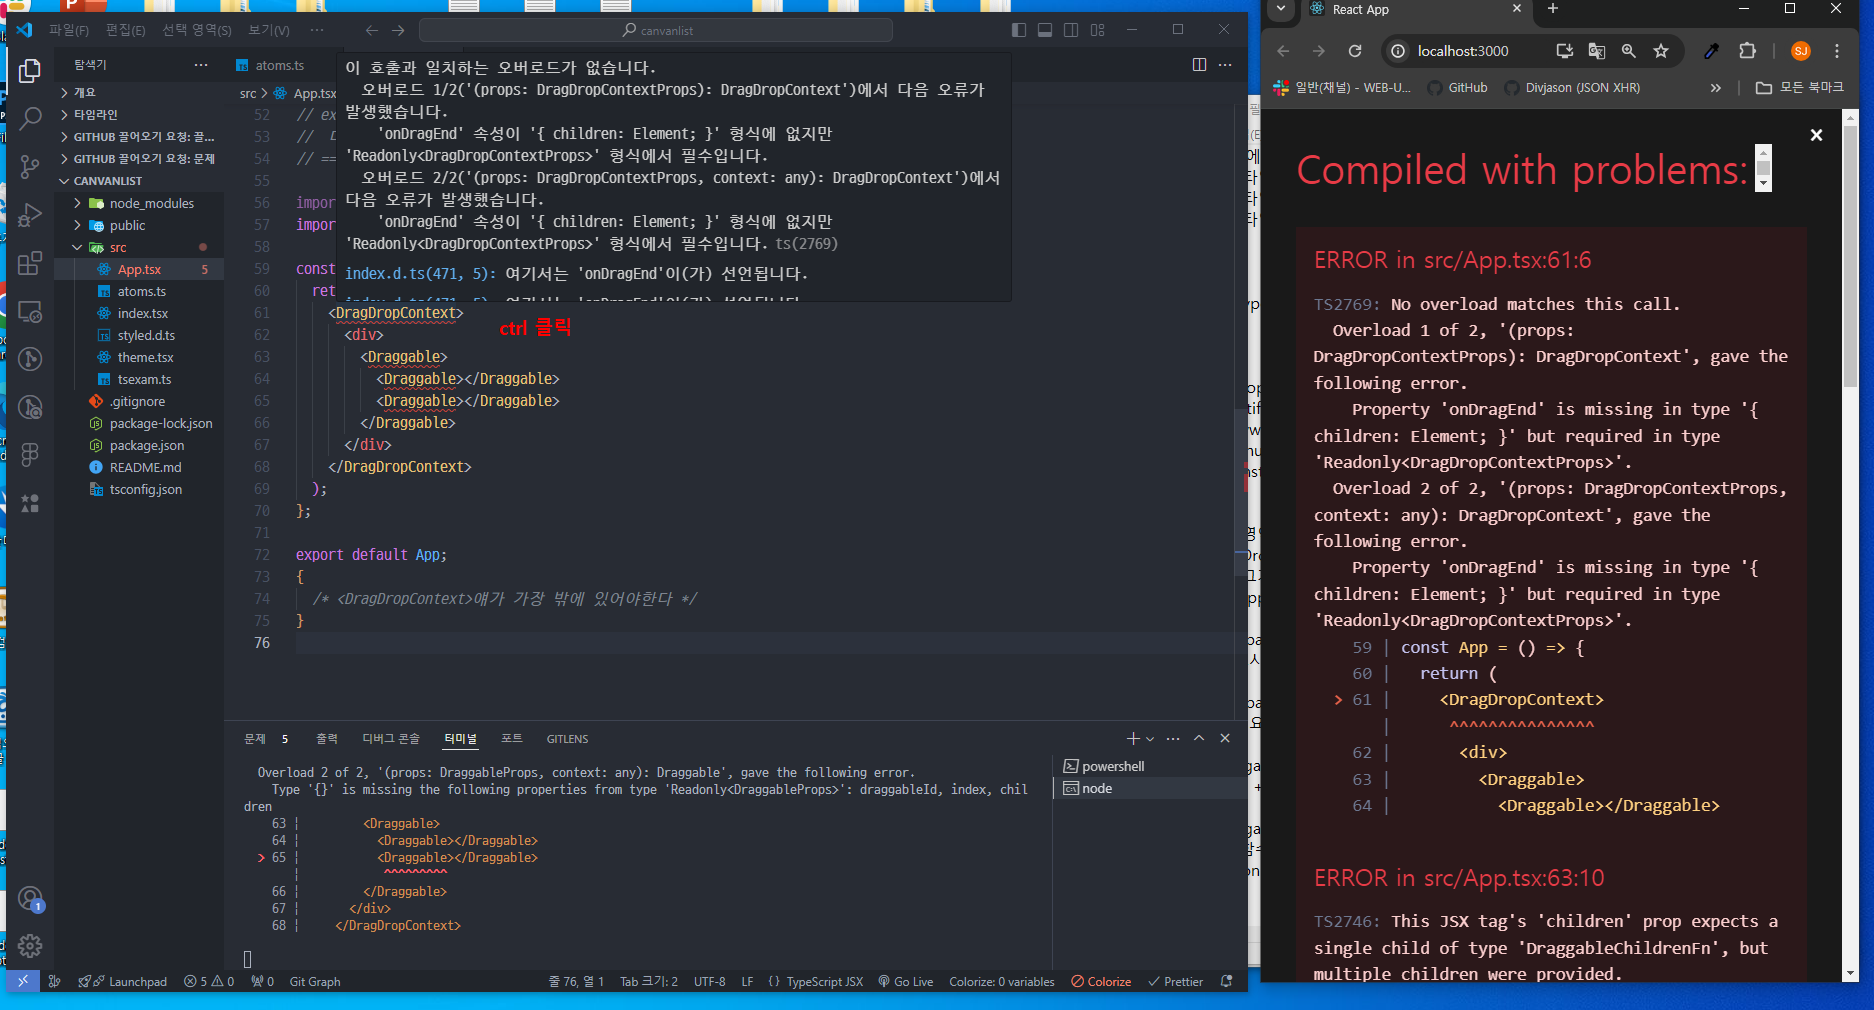 파일(F) 편집(E) 선택 영역(S) 보기(V) ··· canvanlist
탐색기 ···
개요
타임라인
GITHUB 끌어오기 요청: 끌...
GITHUB 끌어오기 요청: 문제
CANVANLIST
node_modules
public
src
App.tsx 5
atoms.ts
index.tsx
styled.d.ts
theme.tsx
tsexam.ts
.gitignore
package-lock.json
package.json
README.md
tsconfig.json
atoms.ts
src > App.tsx
이 호출과 일치하는 오버로드가 없습니다.
오버로드 1/2('(props: DragDropContextProps): DragDropContext')에서 다음 오류가
발생했습니다.
'onDragEnd' 속성이 '{ children: Element; }' 형식에 없지만
'Readonly<DragDropContextProps>' 형식에서 필수입니다.
오버로드 2/2('(props: DragDropContextProps, context: any): DragDropContext')에서
다음 오류가 발생했습니다.
'onDragEnd' 속성이 '{ children: Element; }' 형식에 없지만
'Readonly<DragDropContextProps>' 형식에서 필수입니다. ts(2769)
index.d.ts(471, 5): 여기서는 'onDragEnd'이(가) 선언됩니다.
52 // ex
53 //
54 // ==
55
56 impor
57 impor
58
59 const
60 ret
61 <DragDropContext>
ctrl 클릭
62 <div>
63 <Draggable>
64 <Draggable></Draggable>
65 <Draggable></Draggable>
66 </Draggable>
67 </div>
68 </DragDropContext>
69 );
70 };
71
72 export default App;
73 {
74 /* <DragDropContext>얘가 가장 밖에 있어야한다 */
75 }
76
문제 5 출력 디버그 콘솔 터미널 포트 GITLENS
Overload 2 of 2, '(props: DraggableProps, context: any): Draggable', gave the following error.
Type '{}' is missing the following properties from type 'Readonly<DraggableProps>': draggableId, index, chil
dren
63 | <Draggable>
64 | <Draggable></Draggable>
> 65 | <Draggable></Draggable>
| ^^^^^^^^^
66 | </Draggable>
67 | </div>
68 | </DragDropContext>
powershell
node
Launchpad 5 0 0 Git Graph 줄 76, 열 1 Tab 크기: 2 UTF-8 LF {} TypeScript JSX Go Live Colorize: 0 variables Colorize Prettier
1
React App
localhost:3000 SJ
일반(채널) - WEB-U... GitHub Divjason (JSON XHR) » 모든 북마크
Compiled with problems:
ERROR in src/App.tsx:61:6
TS2769: No overload matches this call.
Overload 1 of 2, '(props:
DragDropContextProps): DragDropContext', gave the
following error.
Property 'onDragEnd' is missing in type '{
children: Element; }' but required in type
'Readonly<DragDropContextProps>'.
Overload 2 of 2, '(props: DragDropContextProps,
context: any): DragDropContext', gave the
following error.
Property 'onDragEnd' is missing in type '{
children: Element; }' but required in type
'Readonly<DragDropContextProps>'.
59 | const App = () => {
60 | return (
> 61 | <DragDropContext>
| ^^^^^^^^^^^^^^^
62 | <div>
63 | <Draggable>
64 | <Draggable></Draggable>
ERROR in src/App.tsx:63:10
TS2746: This JSX tag's 'children' prop expects a
single child of type 'DraggableChildrenFn', but
multiple children were provided.